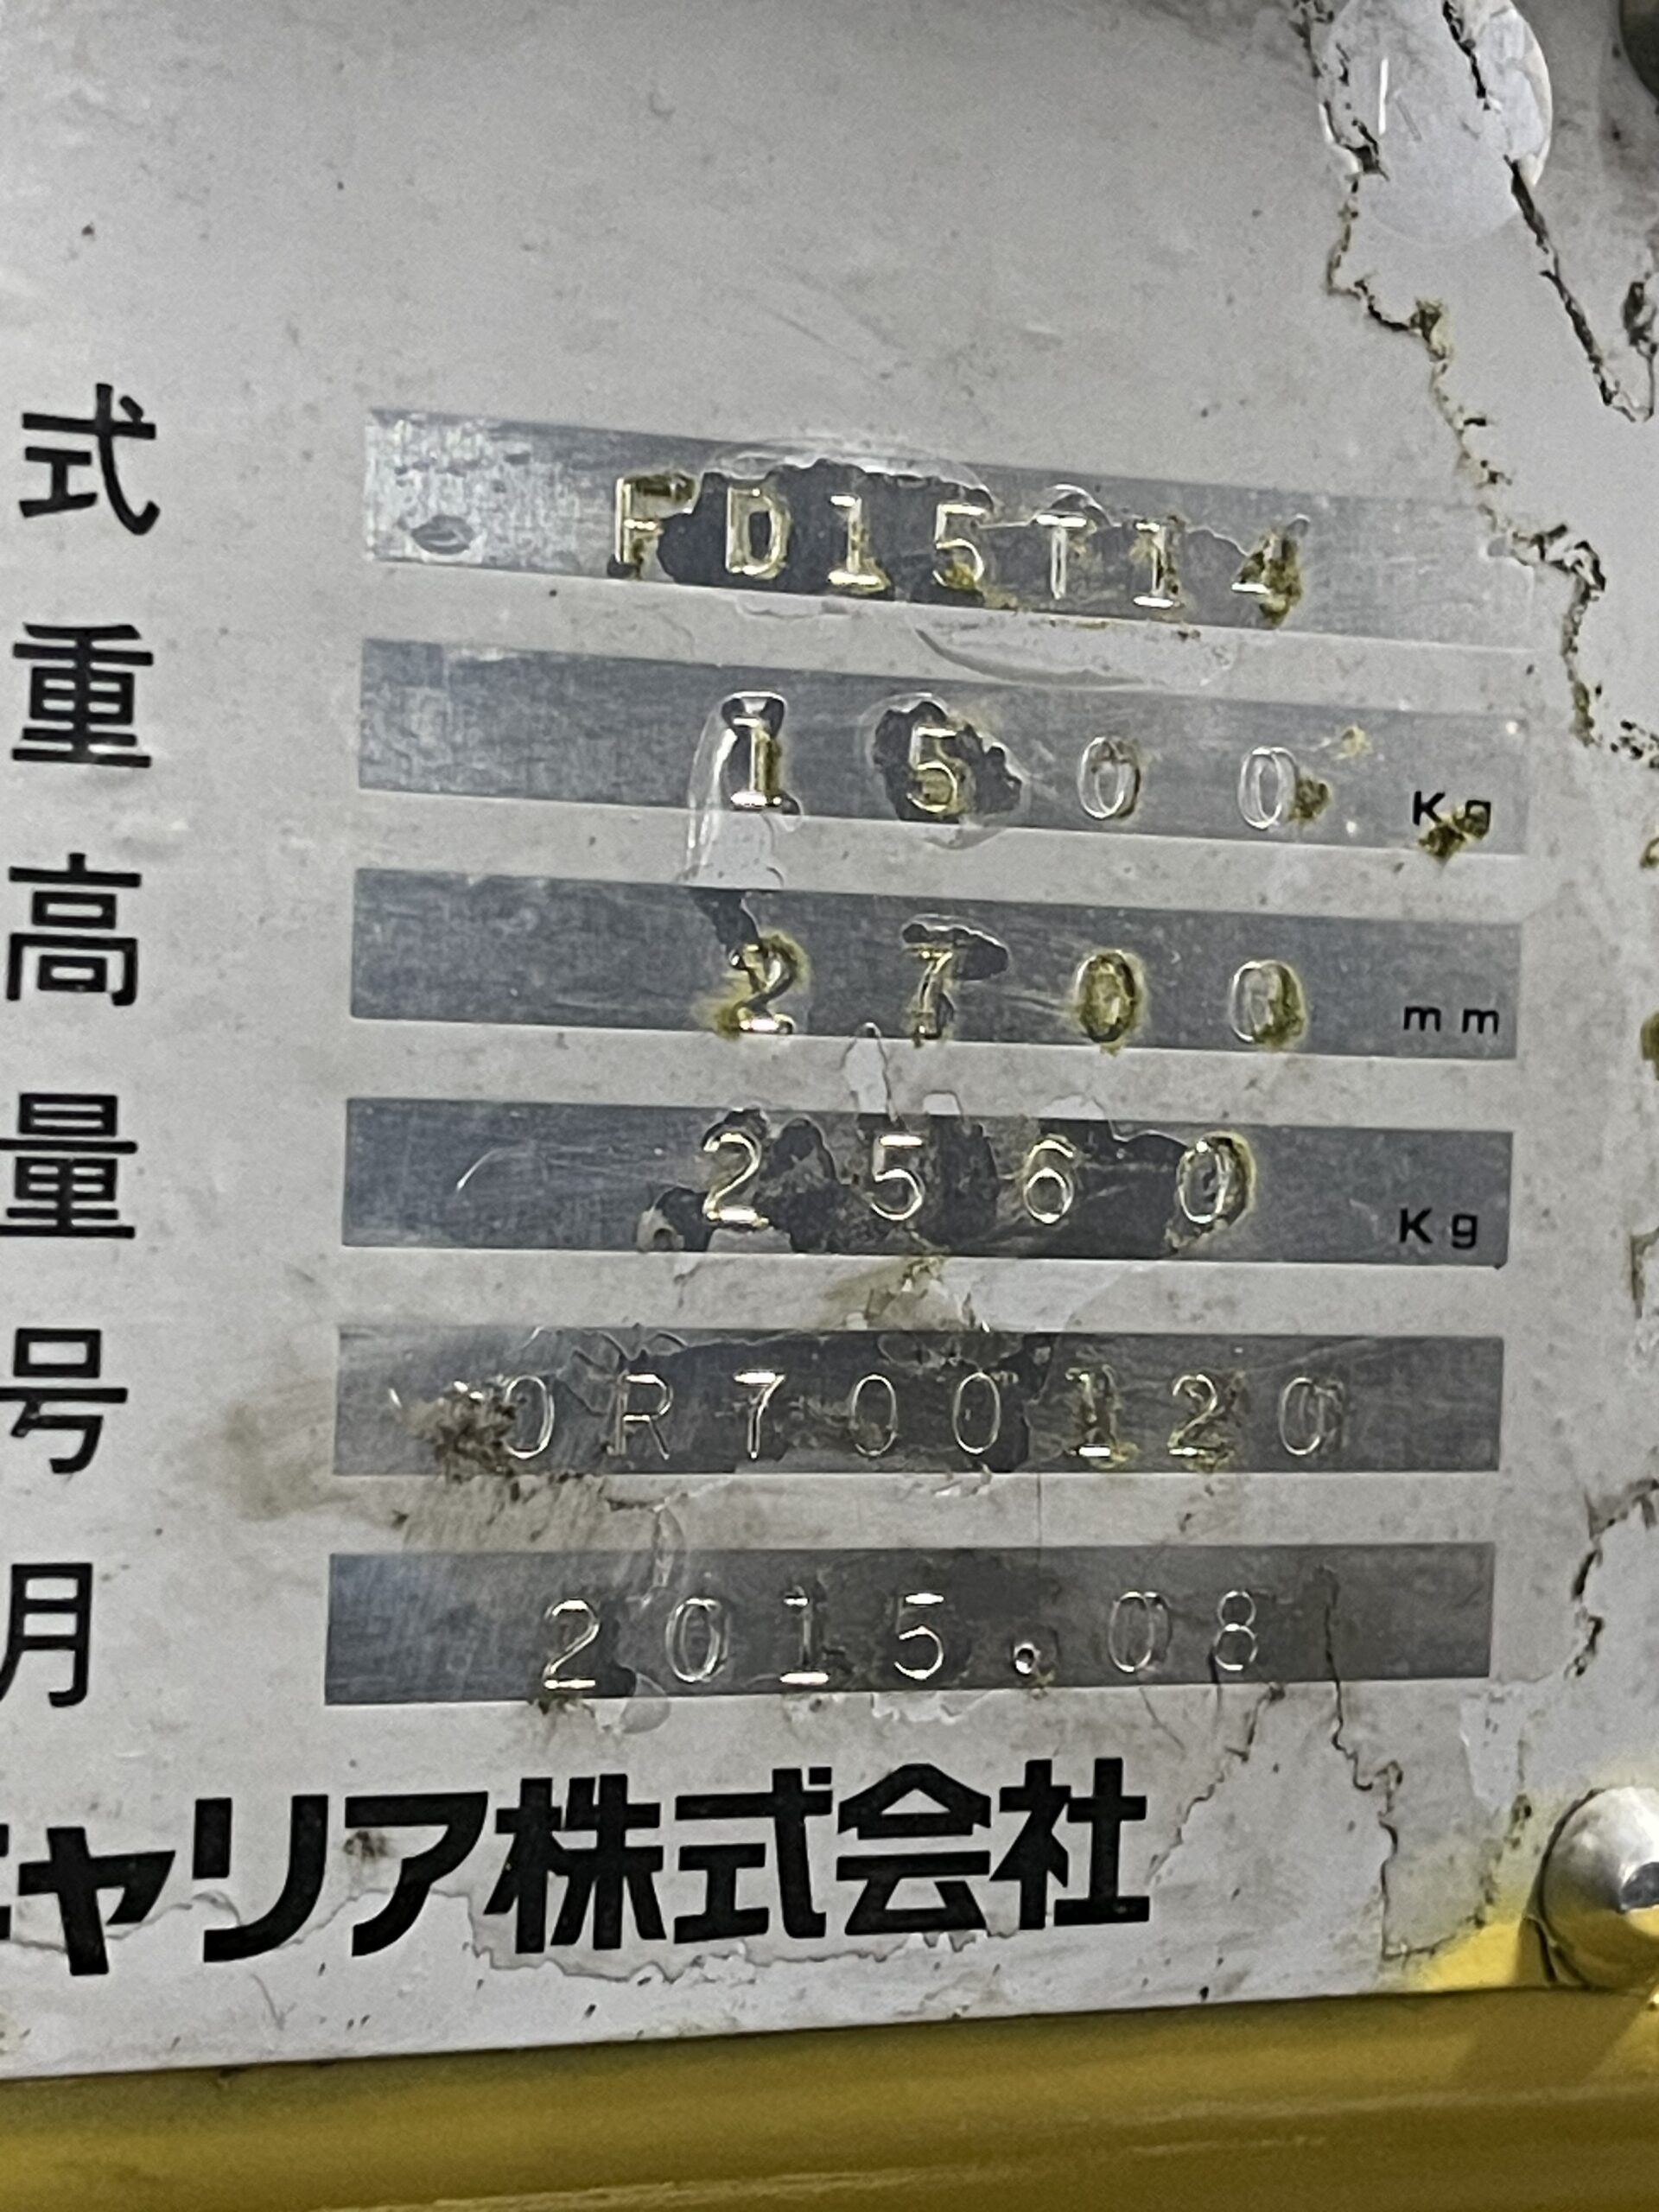 式 FD15T14
重 1500 Kg
高 2700 mm
量 2560 Kg
号 0R700120
月 2015.08
ャリア株式会社